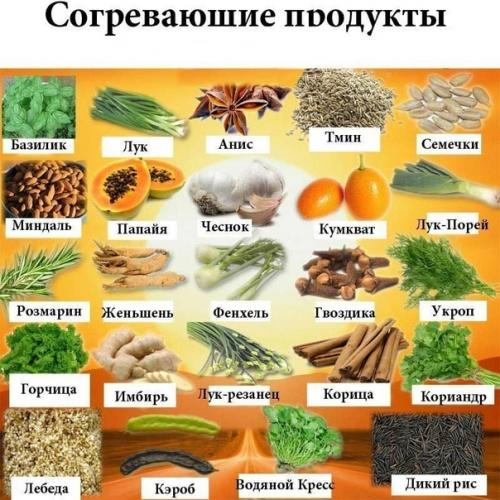 Согревающие продукты
Базилик
Лук
Анис
Тмин
Семечки
Миндаль
Папайя
Чеснок
Кумкват
Лук-Порей
Розмарин
Женьшень
Фенхель
Гвоздика
Укроп
Горчица
Имбирь
Лук-резанец
Корица
Кориандр
Лебеда
Кэроб
Водяной Кресс
Дикий рис